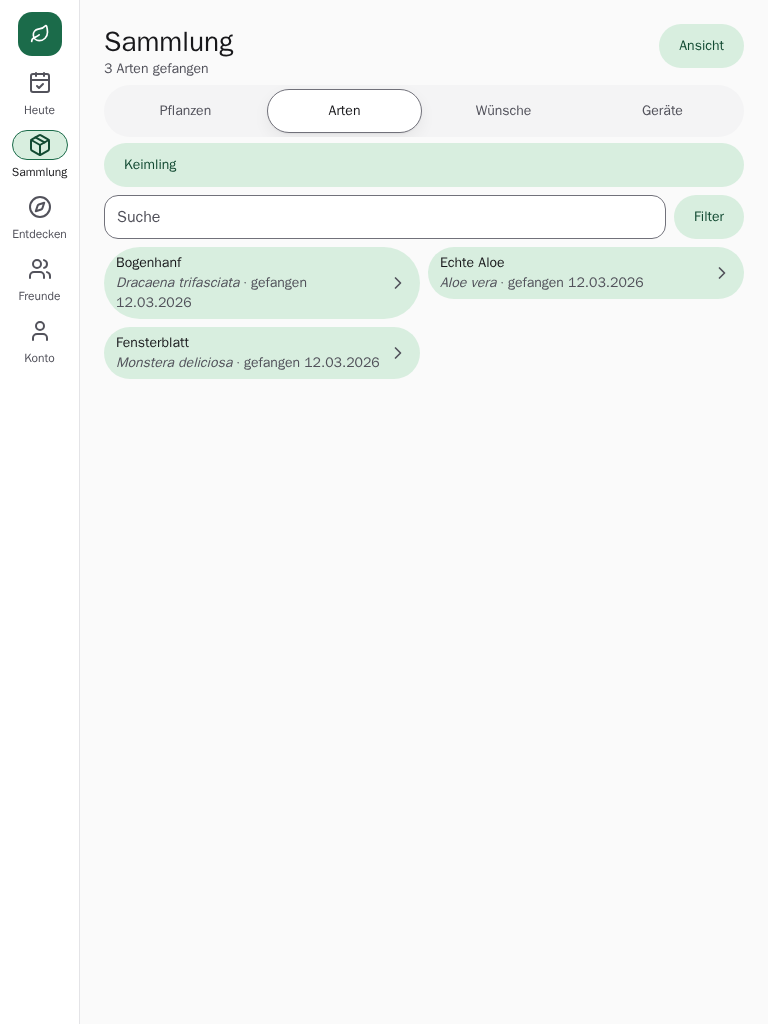 Heute
Sammlung
Entdecken
Freunde
Konto
Sammlung
3 Arten gefangen
Ansicht
Pflanzen
Arten
Wünsche
Geräte
Keimling
Suche
Filter
Bogenhanf
Dracaena trifasciata · gefangen
12.03.2026
Echte Aloe
Aloe vera · gefangen 12.03.2026
Fensterblatt
Monstera deliciosa · gefangen 12.03.2026